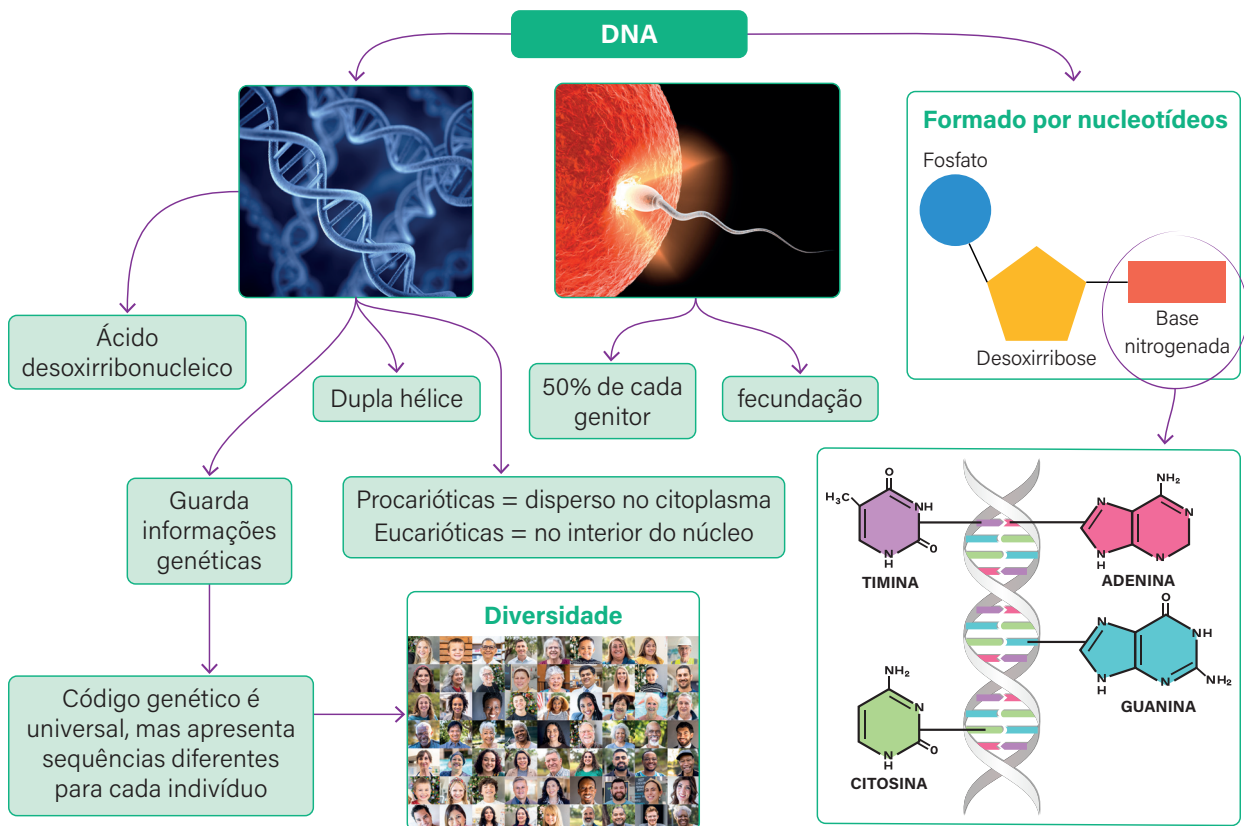 DNA
Formado por nucleotídeos
Fosfato
Desoxirribose
Base
nitrogenada
Ácido
desoxirribonucleico
Dupla hélice
50% de cada
genitor
fecundação
Guarda
informações
genéticas
Procarióticas = disperso no citoplasma
Eucarióticas = no interior do núcleo
Código genético é
universal, mas apresenta
sequências diferentes
para cada indivíduo
Diversidade
O
H₃C
NH
N
H
O
TIMINA
NH₂
N
N
N
H
N
ADENINA
O
N
NH
N
H
N
NH₂
GUANINA
NH₂
N
N
H
O
CITOSINA